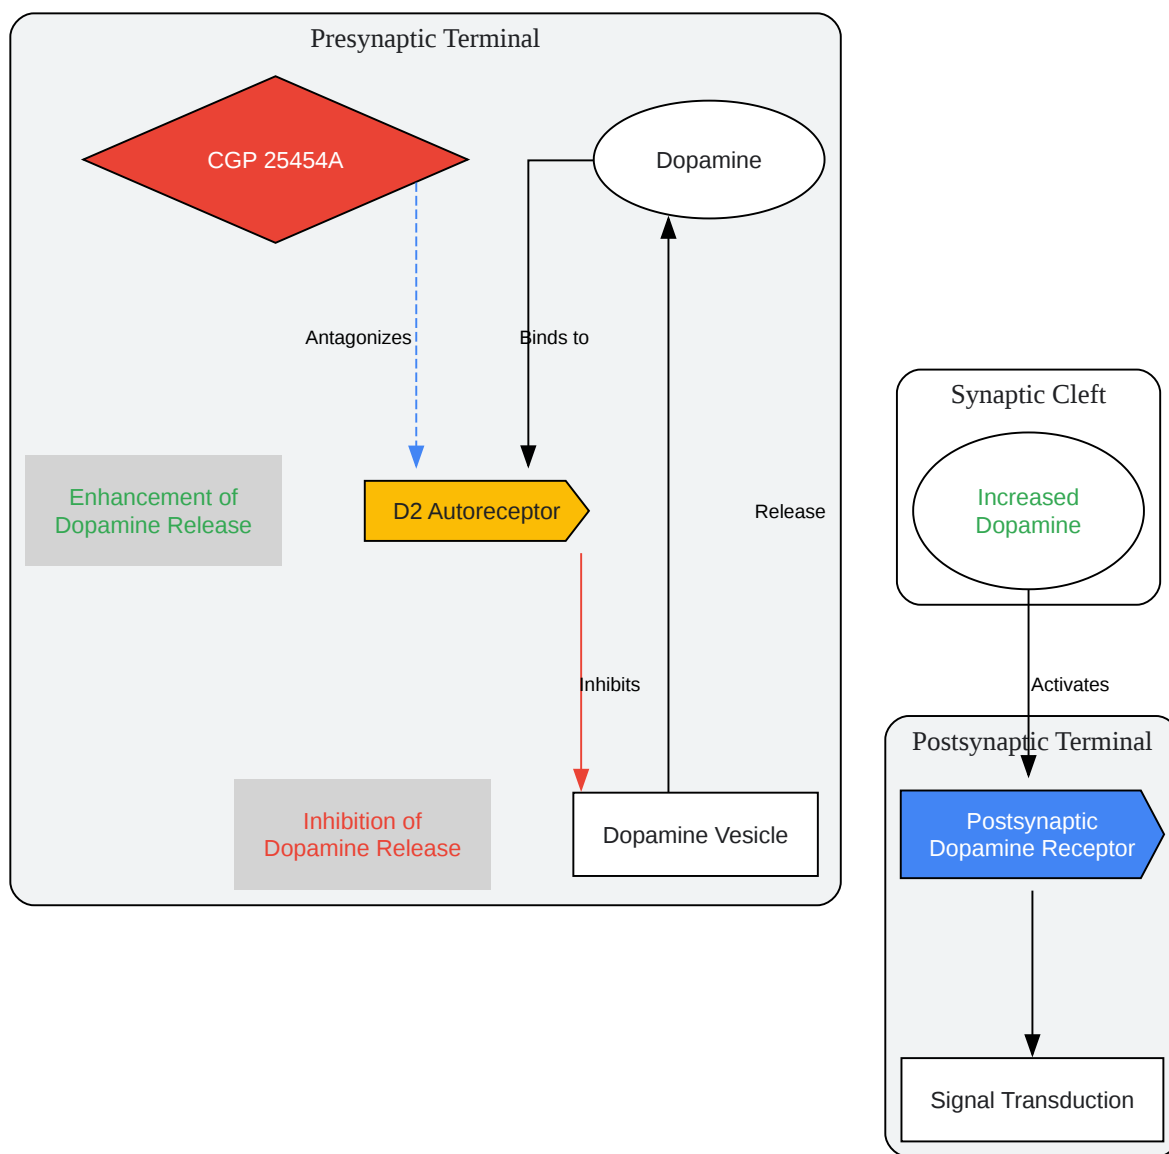 Presynaptic Terminal
CGP 25454A
Dopamine
Antagonizes
Binds to
Synaptic Cleft
Enhancement of
Dopamine Release
D2 Autoreceptor
Release
Increased
Dopamine
Inhibits
Activates
Postsynaptic Terminal
Inhibition of
Dopamine Release
Dopamine Vesicle
Postsynaptic
Dopamine Receptor
Signal Transduction